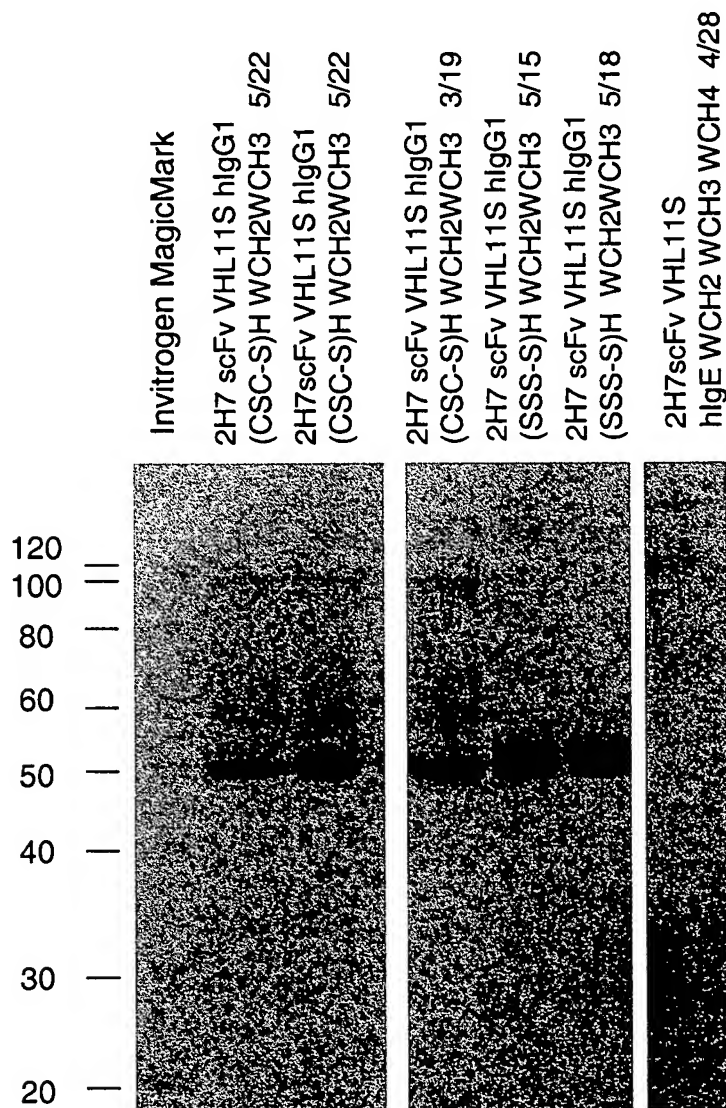 Invitrogen MagicMark
2H7 scFv VHL11S hIgG1
(CSC-S)H WCH2WCH3 5/22
2H7scFv VHL11S hIgG1
(CSC-S)H WCH2WCH3 5/22
2H7 scFv VHL11S hIgG1
(CSC-S)H WCH2WCH3 3/19
2H7 scFv VHL11S hIgG1
(SSS-S)H WCH2WCH3 5/15
2H7 scFv VHL11S hIgG1
(SSS-S)H WCH2WCH3 5/18
2H7scFv VHL11S
hIgE WCH2 WCH3 WCH4 4/28
120
100
80
60
50
40
30
20